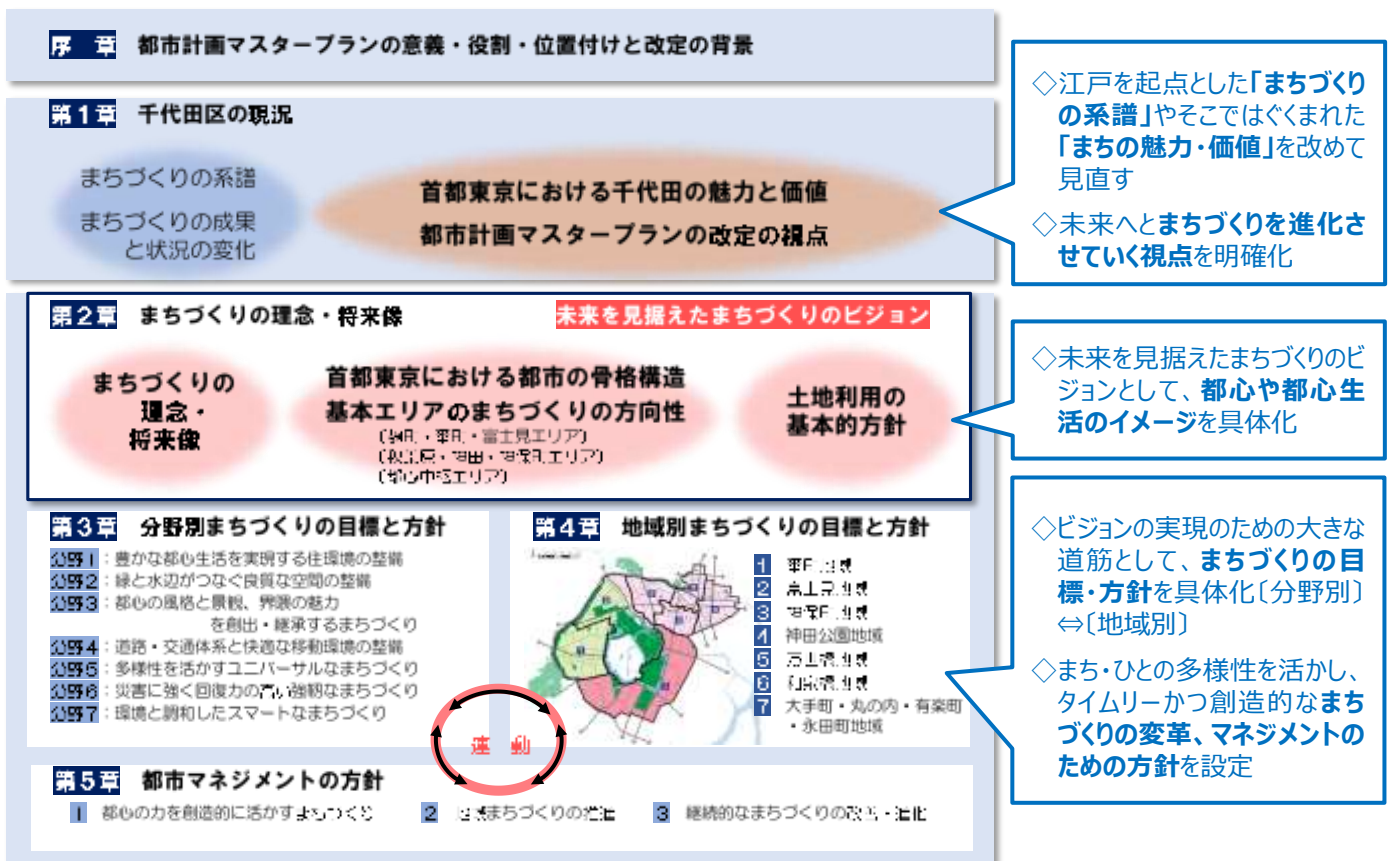 序 章 都市計画マスタープランの意義・役割・位置付けと改定の背景
第1章 千代田区の現況
まちづくりの系譜
まちづくりの成果
と状況の変化
首都東京における千代田の魅力と価値
都市計画マスタープランの改定の視点
◇江戸を起点とした「まちづくり
の系譜」やそこではぐくまれた
「まちの魅力・価値」を改めて
見直す
◇未来へとまちづくりを進化さ
せていく視点を明確化
第2章 まちづくりの理念・将来像
未来を見据えたまちづくりのビジョン
まちづくりの
理念・
将来像
首都東京における都市の骨格構造
基本エリアのまちづくりの方向性
富士見エリア)
エリア)
エリア)
土地利用の
基本的方針
◇未来を見据えたまちづくりのビ
ジョンとして、都心や都心生
活のイメージを具体化
第3章 分野別まちづくりの目標と方針
分野1:豊かな都心生活を実現する住環境の整備
分野2:緑と水辺がつなぐ良質な空間の整備
分野3:都心の風格と景観、界隈の魅力
を創出・継承するまちづくり
分野4:道路・交通体系と快適な移動環境の整備
分野5:多様性を活かすユニバーサルなまちづくり
分野6:災害に強く回復力の高い強靭なまちづくり
分野7:環境と調和したスマートなまちづくり
第4章 地域別まちづくりの目標と方針
1
2
3
4 神田公園地域
5
6
7 大手町・丸の内・有楽町
・永田町地域
連 動
◇ビジョンの実現のための大きな
道筋として、まちづくりの目
標・方針を具体化〔分野別〕
⇔〔地域別〕
◇まち・ひとの多様性を活かし、
タイムリーかつ創造的なまち
づくりの変革、マネジメントの
ための方針を設定
第5章 都市マネジメントの方針
1 都心の力を創造的に活かすまちづくり
2 まちづくりの
3 継続的なまちづくりの